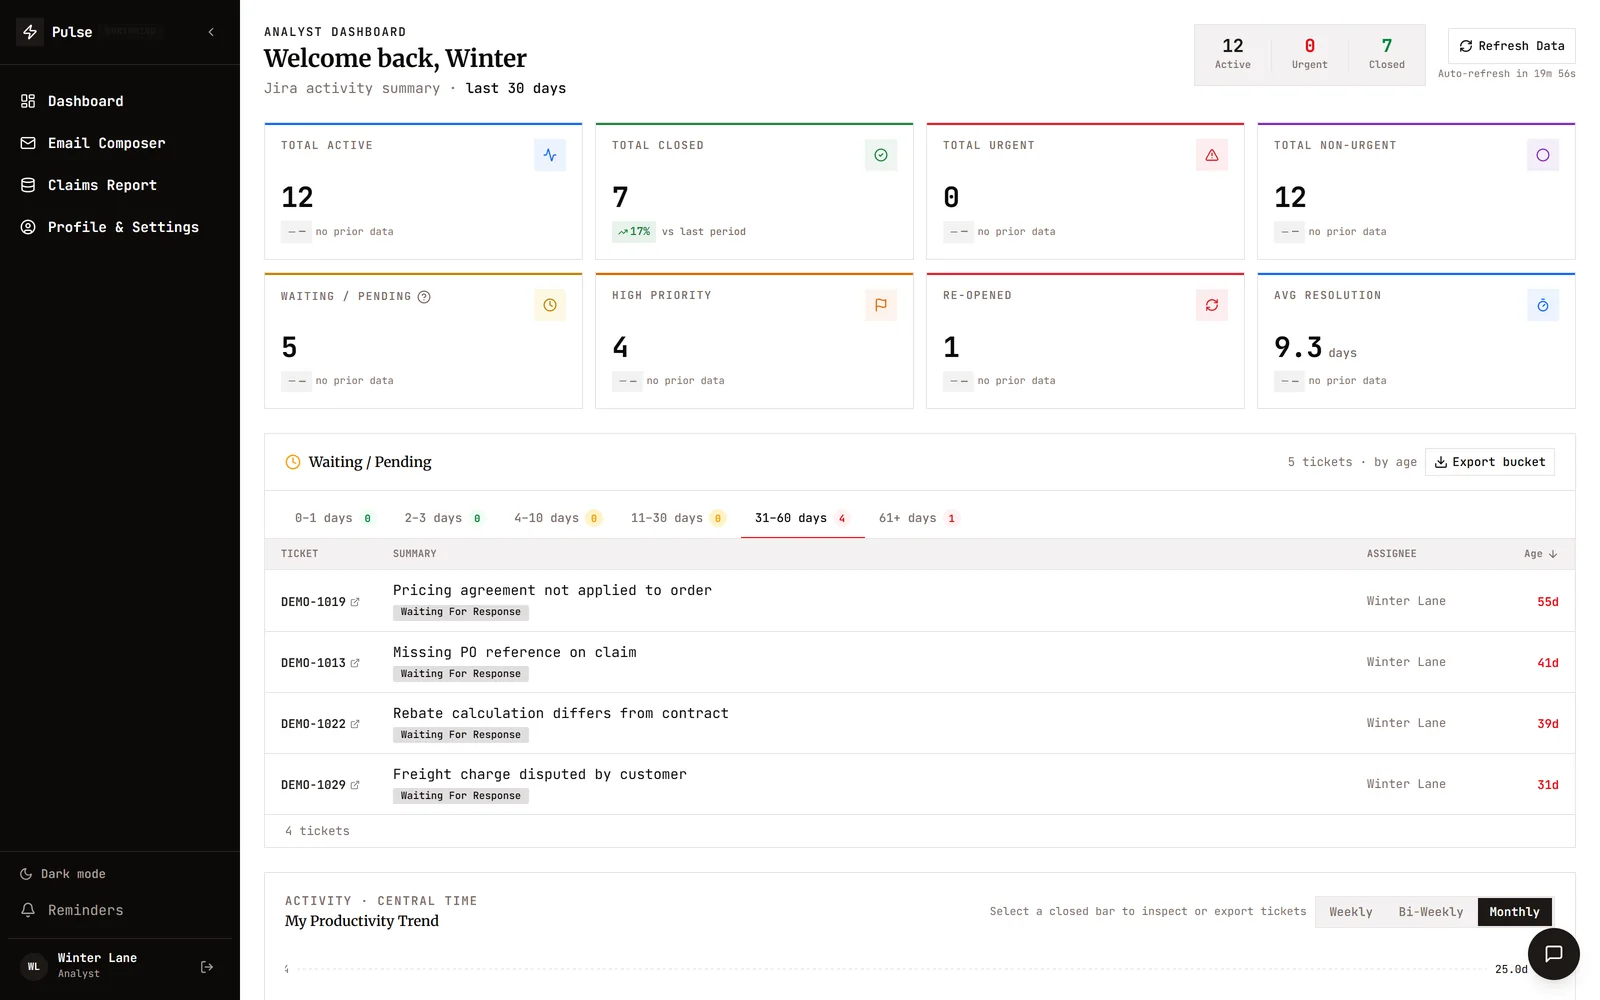 Pulse
Dashboard
Email Composer
Claims Report
Profile & Settings
Dark mode
Reminders
WL
Winter Lane
Analyst
ANALYST DASHBOARD
Welcome back, Winter
Jira activity summary · last 30 days
12
Active
0
Urgent
7
Closed
Refresh Data
Auto-refresh in 19m 56s
TOTAL ACTIVE
12
—— no prior data
TOTAL CLOSED
7
17% vs last period
TOTAL URGENT
0
—— no prior data
TOTAL NON-URGENT
12
—— no prior data
WAITING / PENDING
5
—— no prior data
HIGH PRIORITY
4
—— no prior data
RE-OPENED
1
—— no prior data
AVG RESOLUTION
9.3 days
—— no prior data
Waiting / Pending
5 tickets · by age
Export bucket
0–1 days 0
2–3 days 0
4–10 days 0
11–30 days 0
31–60 days 4
61+ days 1
TICKET SUMMARY ASSIGNEE Age ↓
DEMO-1019
Pricing agreement not applied to order
Waiting For Response
Winter Lane
55d
DEMO-1013
Missing PO reference on claim
Waiting For Response
Winter Lane
41d
DEMO-1022
Rebate calculation differs from contract
Waiting For Response
Winter Lane
39d
DEMO-1029
Freight charge disputed by customer
Waiting For Response
Winter Lane
31d
4 tickets
ACTIVITY · CENTRAL TIME
My Productivity Trend
Select a closed bar to inspect or export tickets
Weekly
Bi-Weekly
Monthly
4
25.0d